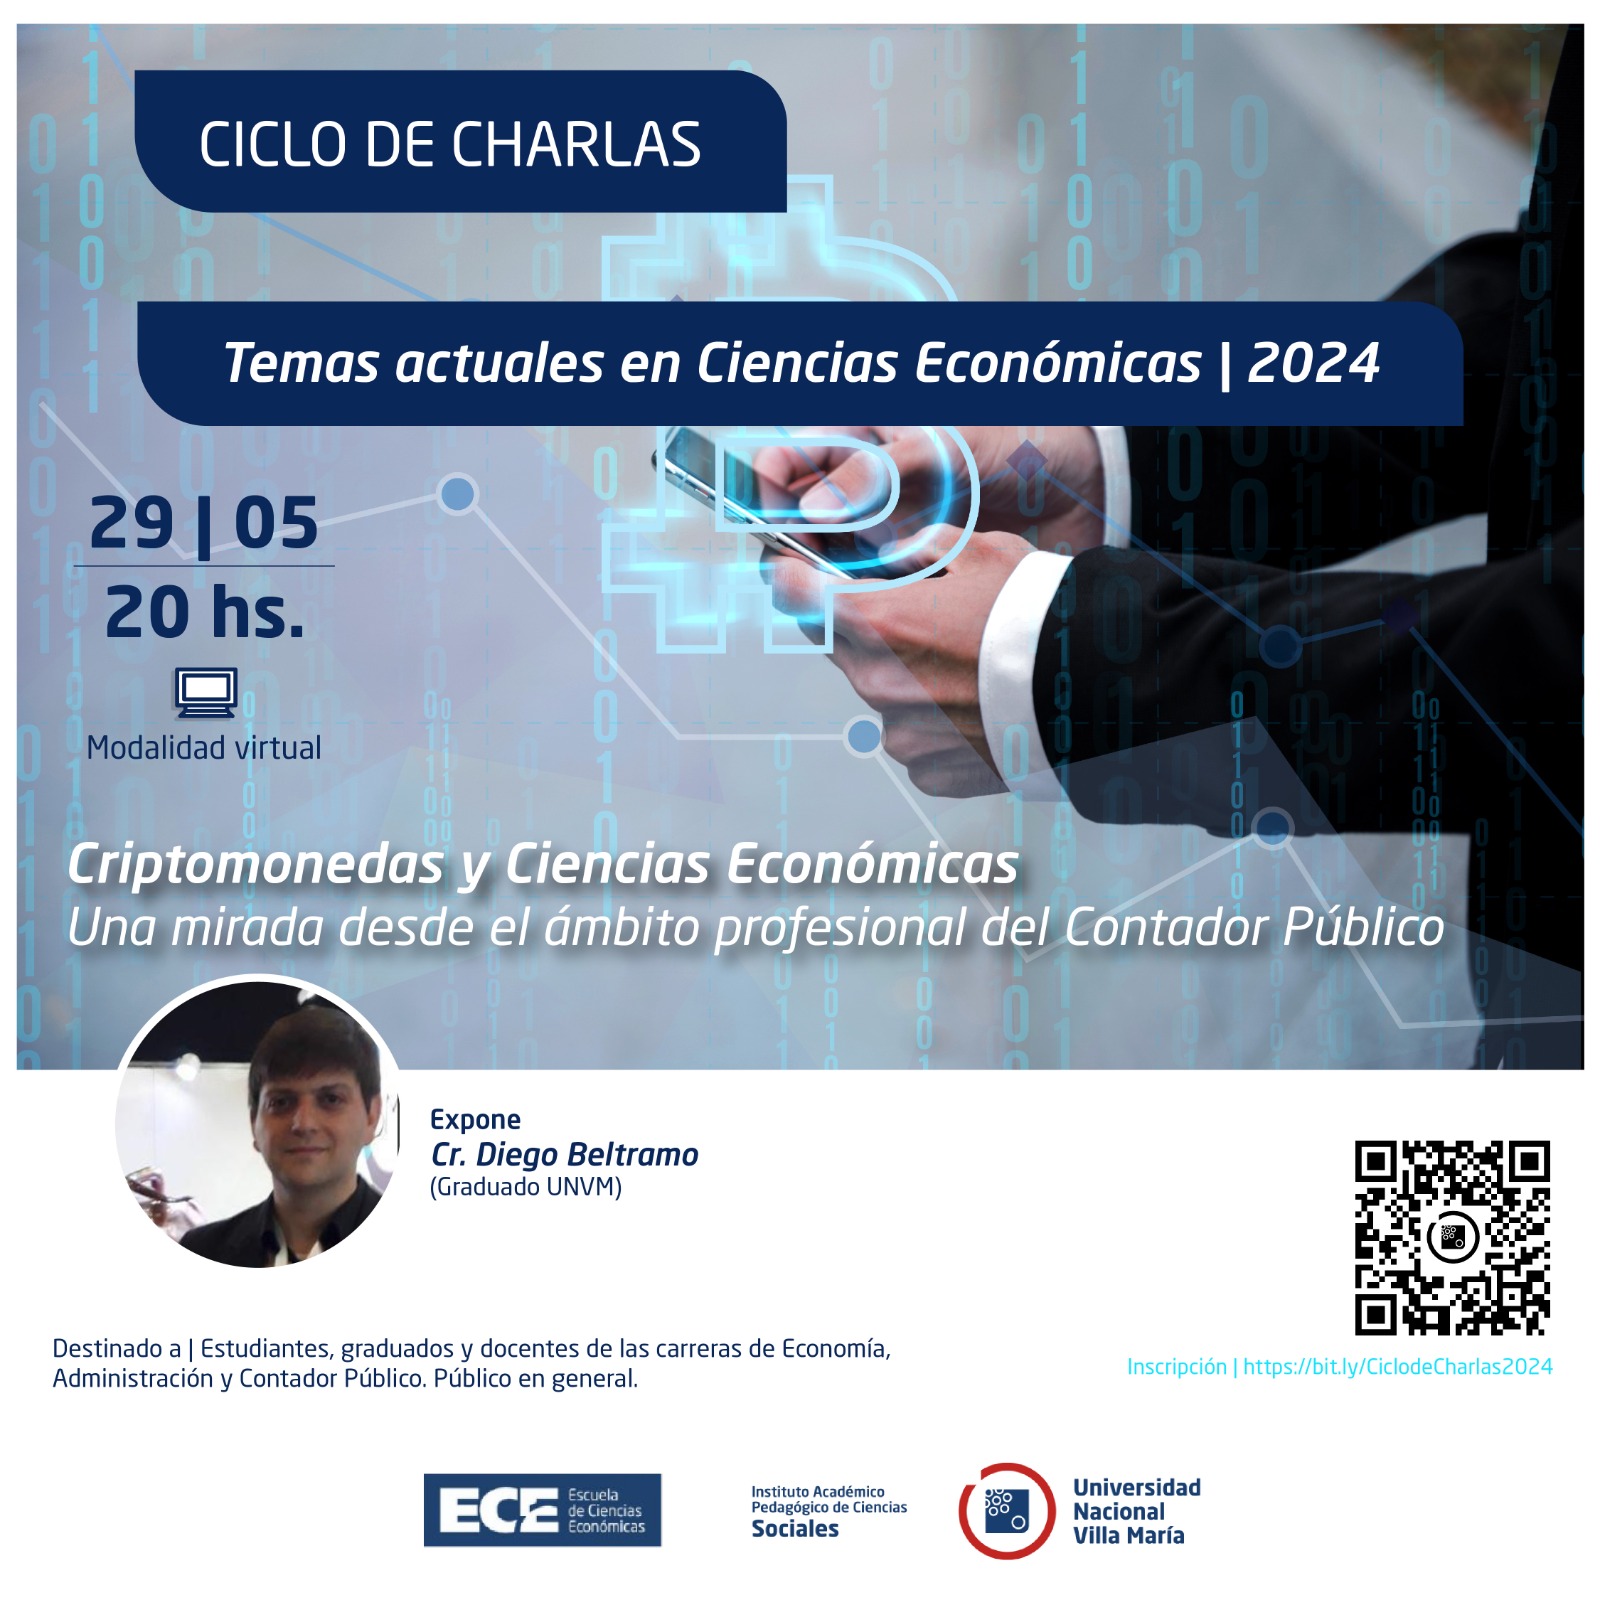 CICLO DE CHARLAS
Temas actuales en Ciencias Económicas | 2024
29 | 05
20 hs.
Modalidad virtual
Criptomonedas y Ciencias Económicas
Una mirada desde el ámbito profesional del Contador Público
Expone
Cr. Diego Beltramo
(Graduado UNVM)
Destinado a | Estudiantes, graduados y docentes de las carreras de Economía,
Administración y Contador Público. Público en general.
Inscripción | https://bit.ly/CiclodeCharlas2024
ECE
Escuela
de Ciencias
Económicas
Instituto Académico
Pedagógico de Ciencias
Sociales
Universidad
Nacional
Villa María